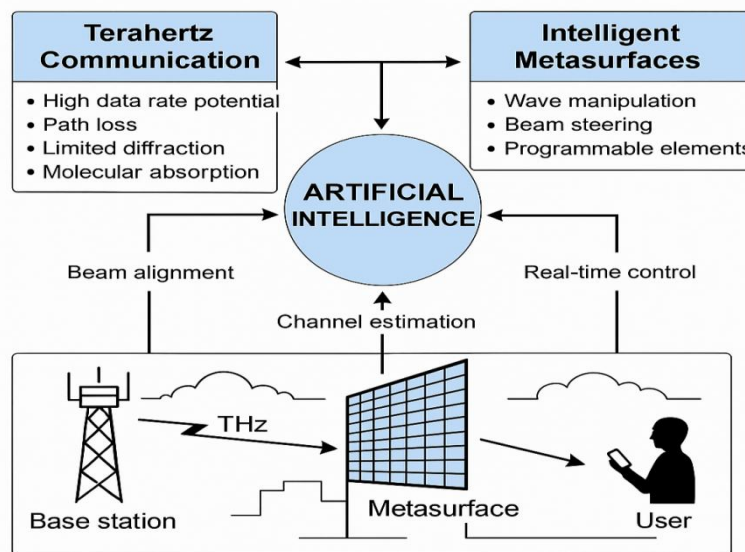 Terahertz
Communication
• High data rate potential
• Path loss
• Limited diffraction
• Molecular absorption
Intelligent
Metasurfaces
• Wave manipulation
• Beam steering
• Programmable elements
ARTIFICIAL
INTELLIGENCE
Beam alignment
Real-time control
Channel estimation
THz
Base station
Metasurface
User